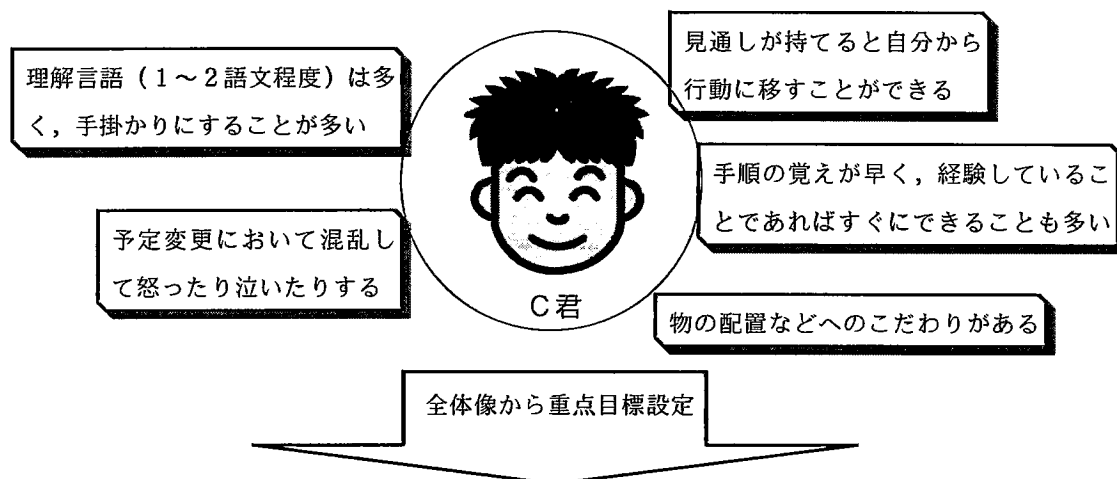 理解言語（1～2語文程度）は多
く，手掛かりにすることが多い
予定変更において混乱し
て怒ったり泣いたりする
見通しが持てると自分から
行動に移すことができる
手順の覚えが早く，経験しているこ
とであればすぐにできることも多い
物の配置などへのこだわりがある
C君
全体像から重点目標設定